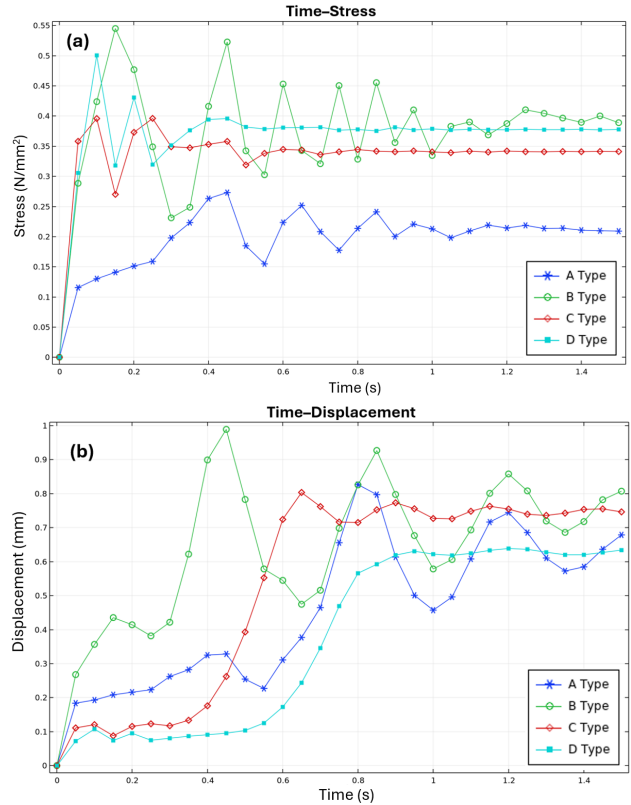 Time–Stress
(a)
0.55
0.5
0.45
0.4
0.35
0.3
0.25
0.2
0.15
0.1
0.05
0
Stress (N/mm²)
0 0.2 0.4 0.6 0.8 1 1.2 1.4
Time (s)
A Type
B Type
C Type
D Type
Time–Displacement
(b)
1
0.9
0.8
0.7
0.6
0.5
0.4
0.3
0.2
0.1
0
Displacement (mm)
0 0.2 0.4 0.6 0.8 1 1.2 1.4
Time (s)
A Type
B Type
C Type
D Type